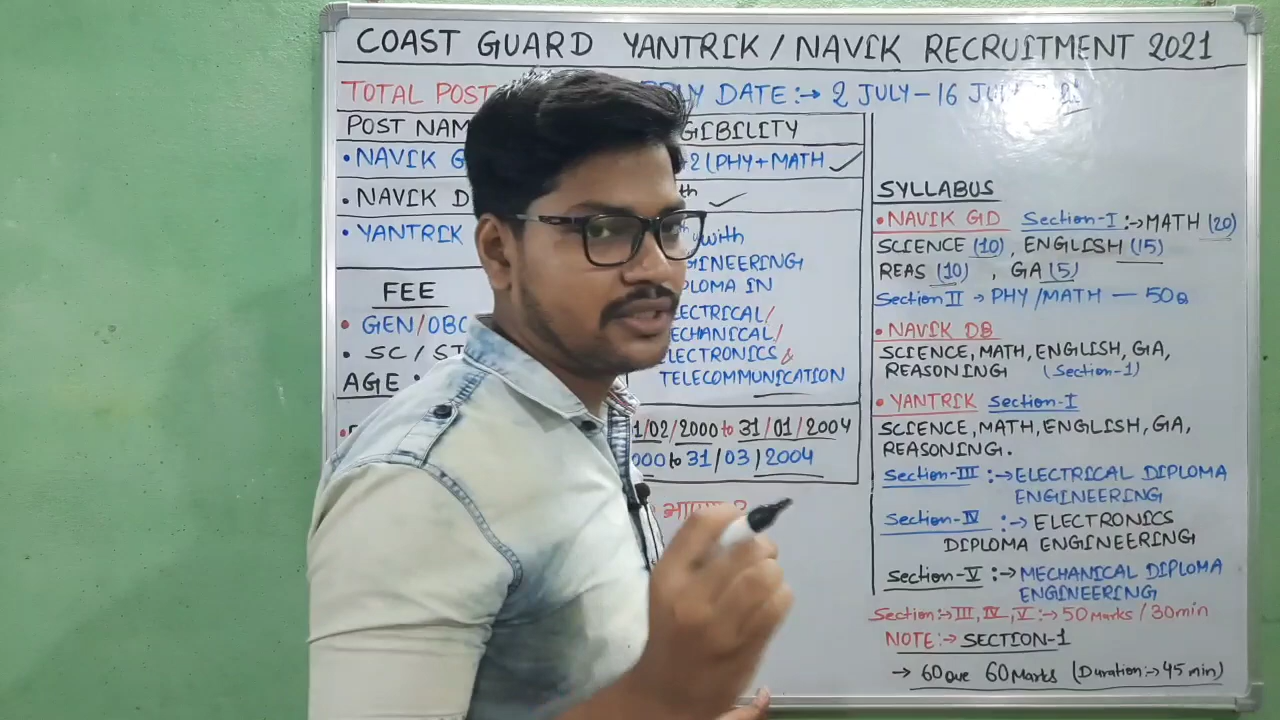 COAST GUARD YANTRIK / NAVIK RECRUITMENT 2021
TOTAL POST
DATE :→ 2 JULY – 16
POST NAM
GIBILITY
• NAVIK G
+2 (PHY+MATH ✓
• NAVIK D
th ✓
• YANTRIK
with
GINEERING
PLOMA IN
ECTRICAL/
ECHANICAL/
LECTRONICS &
TELECOMMUNICATION
FEE
• GEN/OBC
• SC / ST
AGE :
1/02/2000 to 31/01/2004
000 to 31/03/2004
SYLLABUS
• NAVIK GD Section-I :→ MATH (20)
SCIENCE (10), ENGLISH (15)
REAS (10), GA (5)
Section II → PHY/MATH — 50Q
• NAVIK DB
SCIENCE, MATH, ENGLISH, GA,
REASONING (Section-1)
• YANTRIK Section-I
SCIENCE, MATH, ENGLISH, GA,
REASONING.
Section-III :→ ELECTRICAL DIPLOMA
ENGINEERING
Section-IV :→ ELECTRONICS
DIPLOMA ENGINEERING
Section-V :→ MECHANICAL DIPLOMA
ENGINEERING
Section:→ III, IV, V :→ 50 Marks / 30min
NOTE:→ SECTION-1
→ 60 que 60 Marks (Duration:→ 45 min)